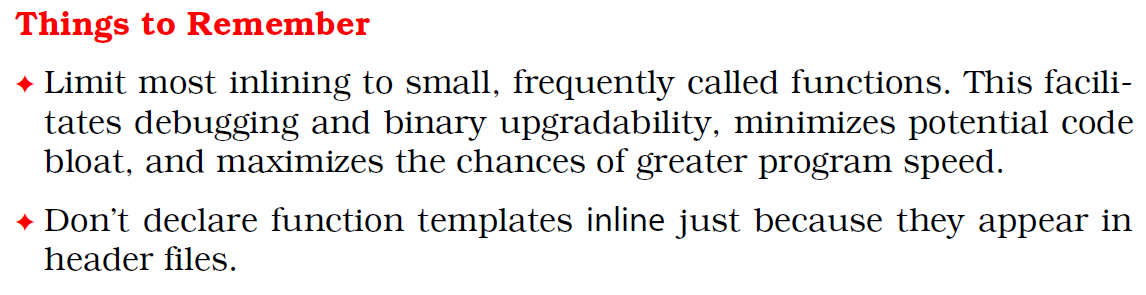 Things to Remember
✦ Limit most inlining to small, frequently called functions. This facili-
tates debugging and binary upgradability, minimizes potential code
bloat, and maximizes the chances of greater program speed.
✦ Don’t declare function templates inline just because they appear in
header files.